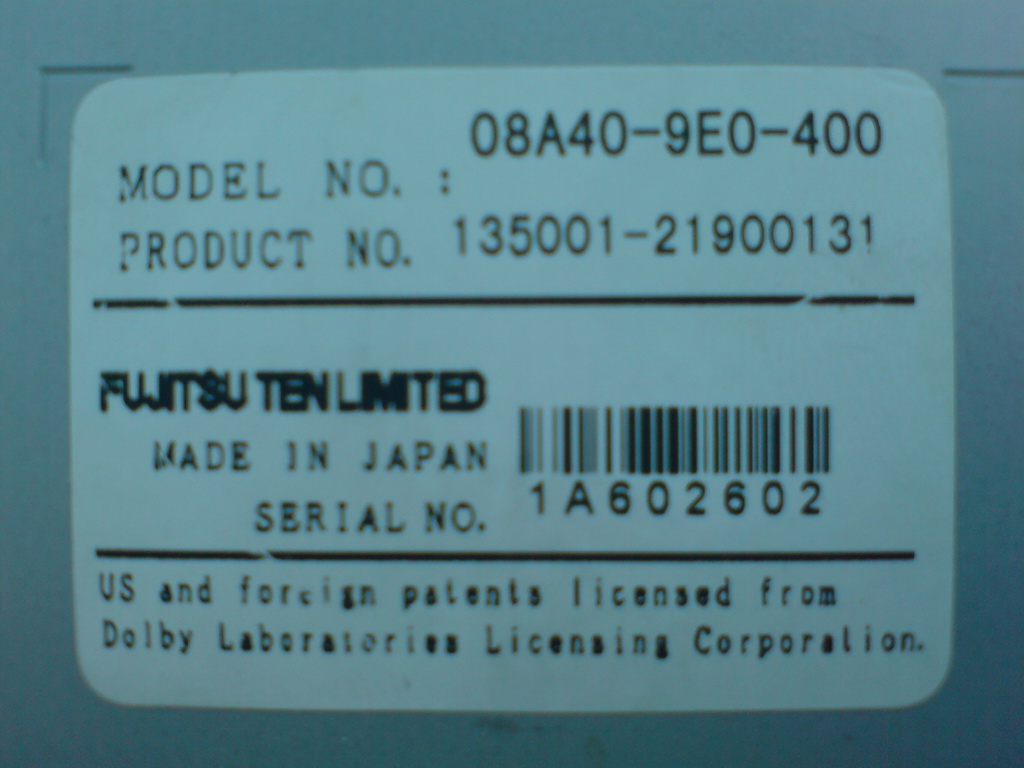 08A40-9E0-400
MODEL NO. :
PRODUCT NO. 135001-21900131
FUJITSU TEN LIMITED
MADE IN JAPAN
SERIAL NO. 1A602602
US and foreign patents licensed from
Dolby Laboratories Licensing Corporation.